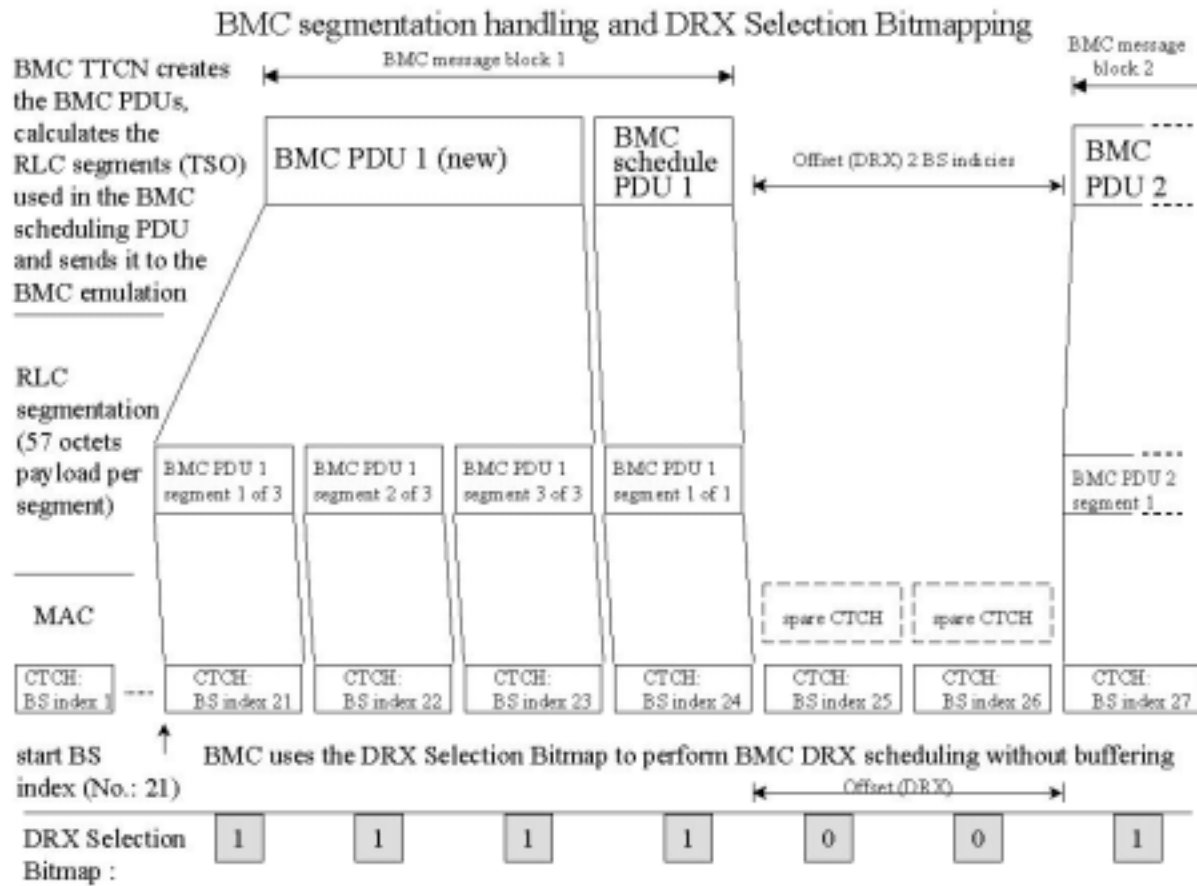 BMC segmentation handling and DRX Selection Bitmapping
BMC message block 1
BMC message
block 2
BMC TTCN creates
the BMC PDUs,
calculates the
RLC segments (TSO)
used in the BMC
scheduling PDU
and sends it to the
BMC emulation
BMC PDU 1 (new)
BMC
schedule
PDU 1
Offset (DRX) 2 BS indicies
BMC
PDU 2
RLC
segmentation
(57 octets
payload per
segment)
BMC PDU 1
segment 1 of 3
BMC PDU 1
segment 2 of 3
BMC PDU 1
segment 3 of 3
BMC PDU 1
segment 1 of 1
BMC PDU 2
segment 1
MAC
spare CTCH
spare CTCH
CTCH:
BS index 1
CTCH:
BS index 21
CTCH:
BS index 22
CTCH:
BS index 23
CTCH:
BS index 24
CTCH:
BS index 25
CTCH:
BS index 26
CTCH:
BS index 27
start BS
index (No.: 21)
BMC uses the DRX Selection Bitmap to perform BMC DRX scheduling without buffering
Offset (DRX)
DRX Selection
Bitmap :
1 1 1 1 0 0 1